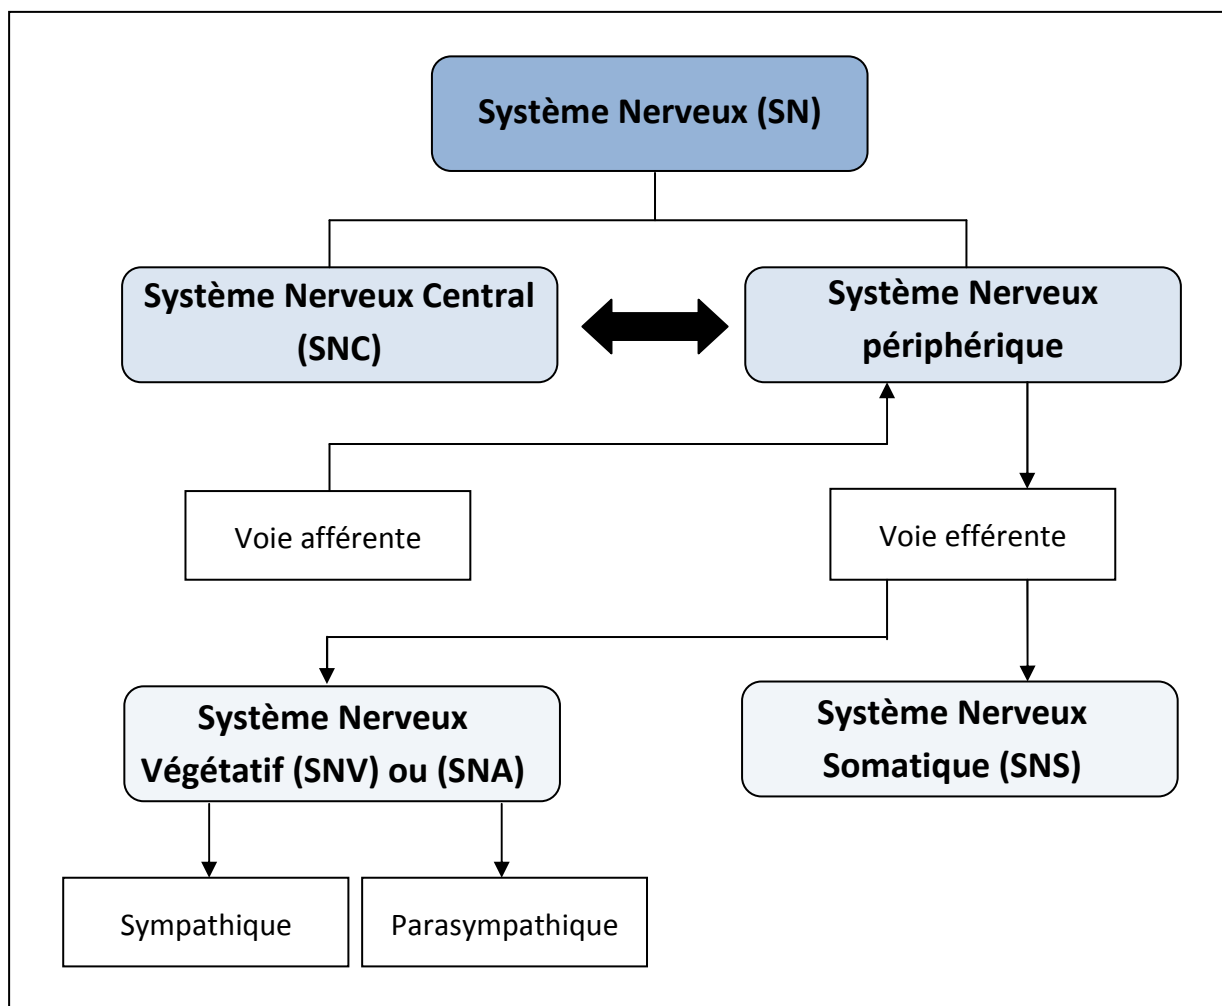 Système Nerveux (SN)
Système Nerveux Central
(SNC)
Système Nerveux
périphérique
Voie afférente
Voie efférente
Système Nerveux
Végétatif (SNV) ou (SNA)
Système Nerveux
Somatique (SNS)
Sympathique
Parasympathique